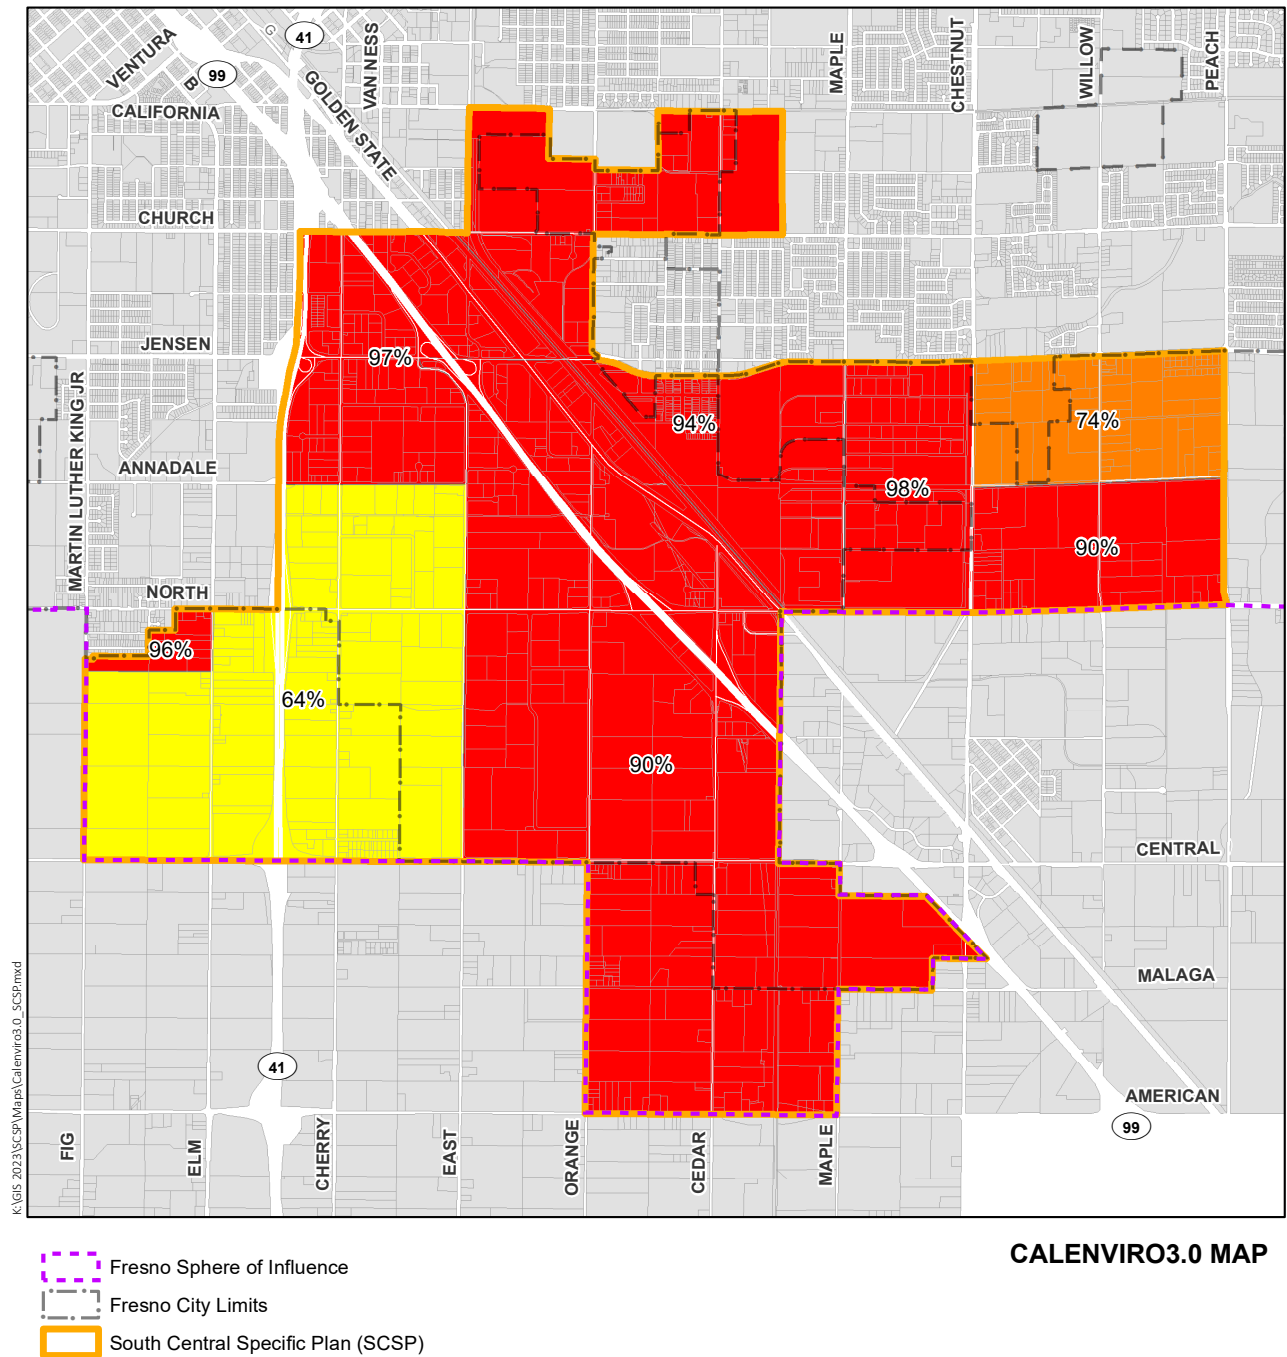 41
G
VENTURA
99
B
GOLDEN STATE
VAN NESS
MAPLE
CHESTNUT
WILLOW
PEACH
CALIFORNIA
CHURCH
JENSEN
97%
94%
74%
MARTIN LUTHER KING JR
ANNADALE
98%
90%
NORTH
96%
64%
90%
CENTRAL
MALAGA
41
AMERICAN
99
FIG
ELM
CHERRY
EAST
ORANGE
CEDAR
MAPLE
K:\GIS 2023\SCSP\Maps\Calenviro3.0_SCSP.mxd
CALENVIRO3.0 MAP
Fresno Sphere of Influence
Fresno City Limits
South Central Specific Plan (SCSP)